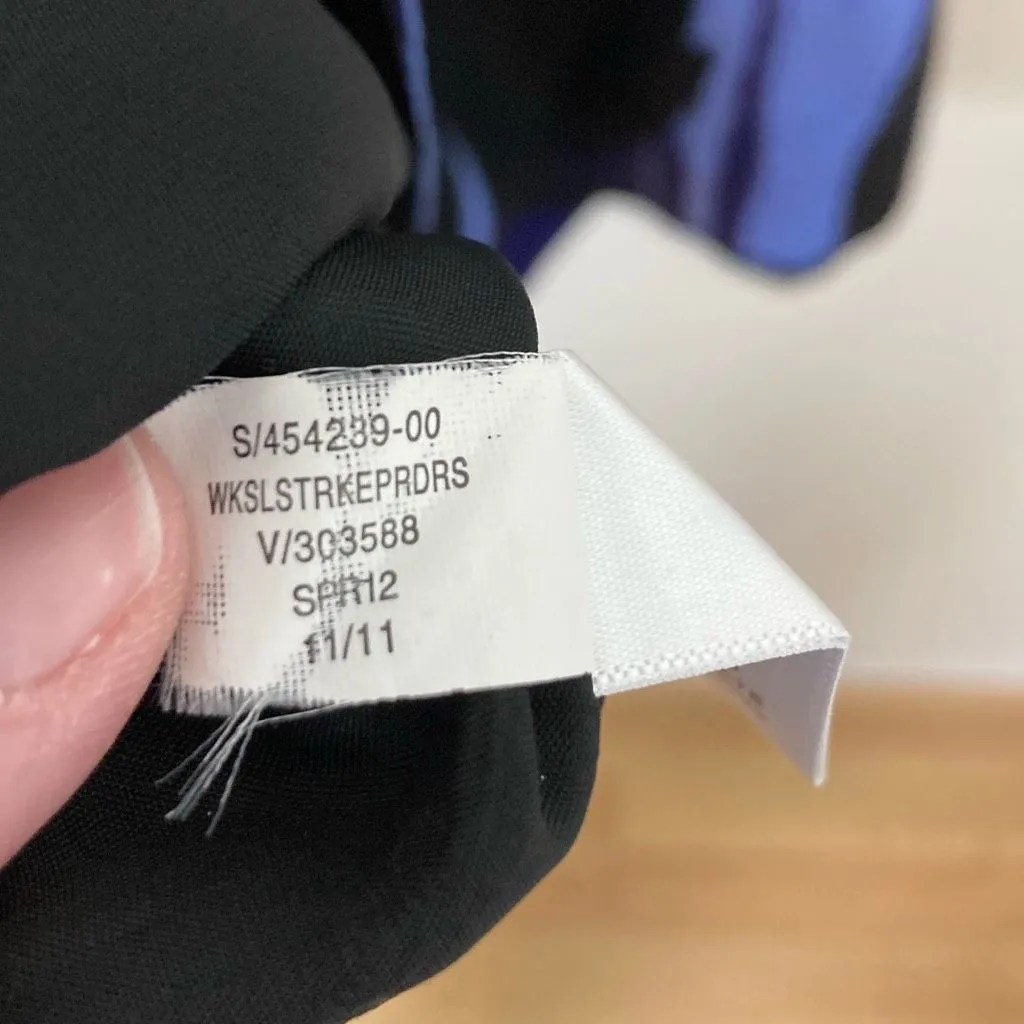 S/454239-00
WKSLSTRKEPRDRS
V/303588
SPR12
11/11